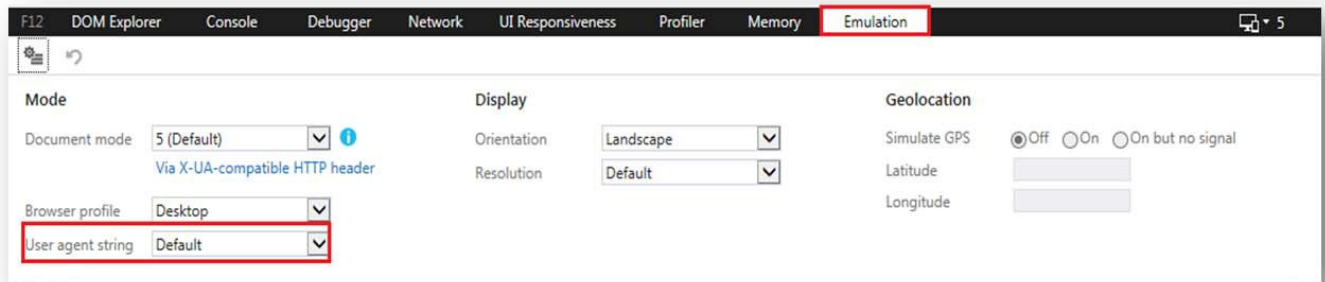 F12 DOM Explorer Console Debugger Network UI Responsiveness Profiler Memory Emulation 5
Mode Display Geolocation
Document mode 5 (Default) Orientation Landscape Simulate GPS Off On On but no signal
Via X-UA-compatible HTTP header Resolution Default Latitude
Browser profile Desktop Longitude
User agent string Default